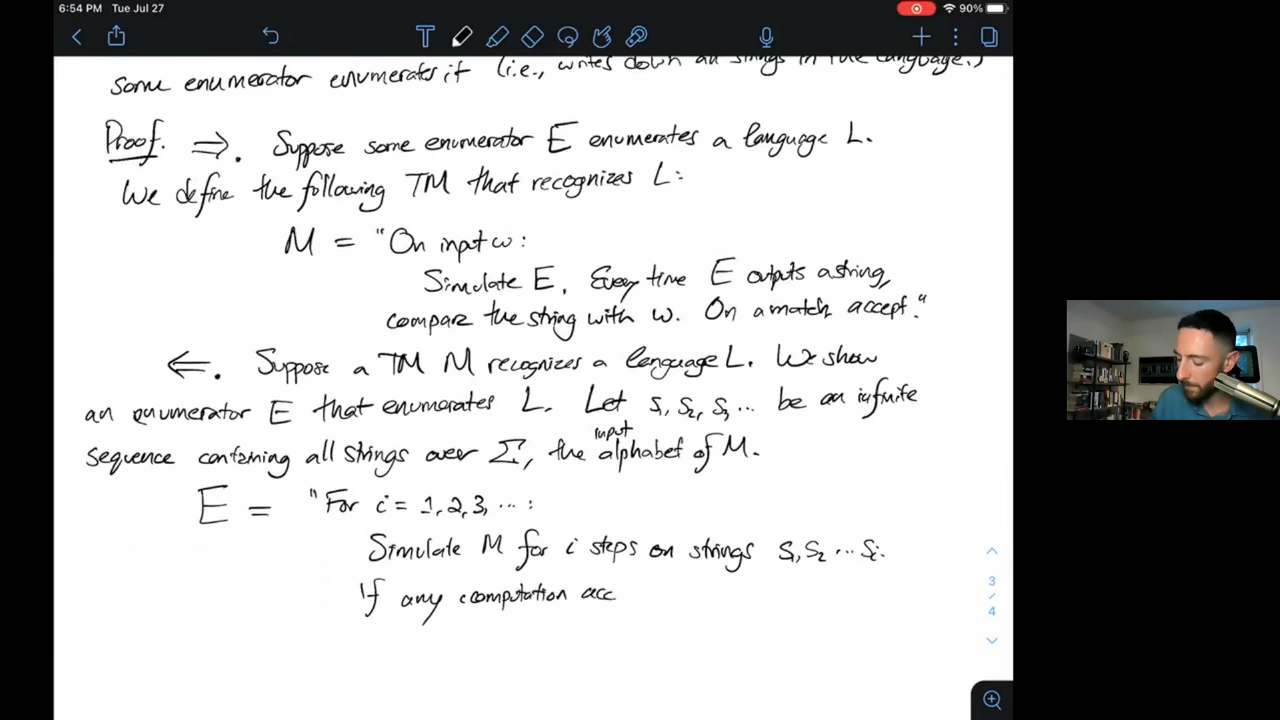 6:54 PM Tue Jul 27
90%
Some enumerator enumerates it (i.e., writes down all strings in the language.)
Proof. ⇒. Suppose some enumerator E enumerates a language L.
We define the following TM that recognizes L:
M = "On input ω:
Simulate E. Every time E outputs a string,
compare the string with w. On a match accept."
⇐. Suppose a TM M recognizes a language L. We show
an enumerator E that enumerates L. Let S1, S2, S3 ... be an infinite
sequence containing all strings over Σ, the input alphabet of M.
E = "For i = 1, 2, 3, ... :
Simulate M for i steps on strings S1, S2 ... Si.
If any computation acc
3
/
4